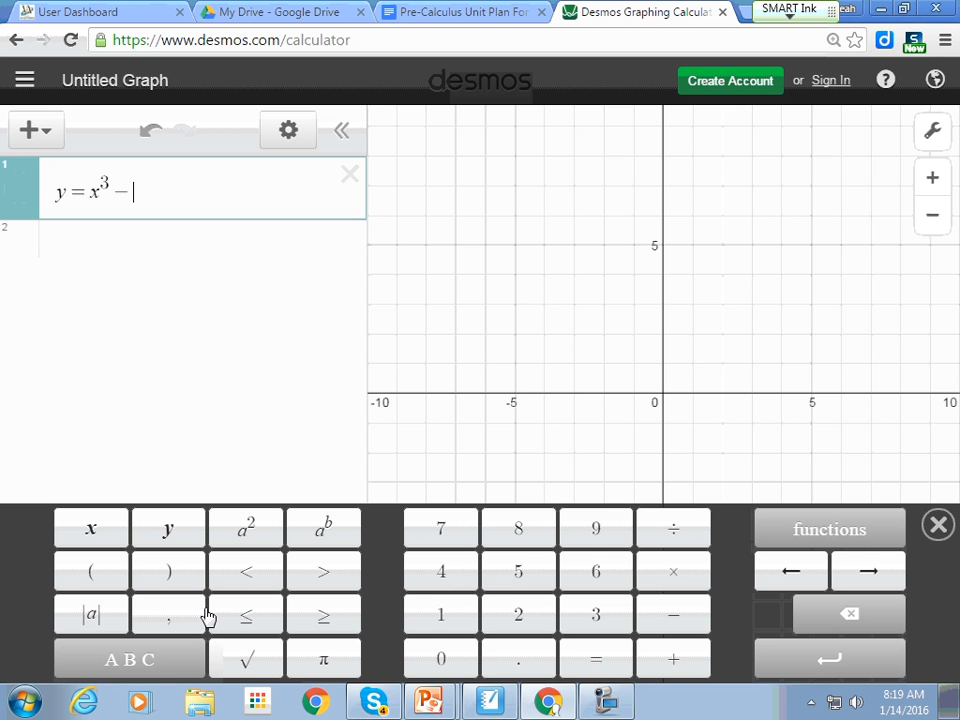 User Dashboard
My Drive - Google Drive
Pre-Calculus Unit Plan For
Desmos Graphing Calculat
SMART Ink
eah
https://www.desmos.com/calculator
New
Untitled Graph
desmos
Create Account or Sign In
1
y = x³ −
2
5
-10 -5 0 5 10
x y a² aᵇ 7 8 9 ÷ functions
( ) < > 4 5 6 × ← →
|a| , ≤ ≥ 1 2 3 −
A B C √ π 0 . = +
8:19 AM
1/14/2016